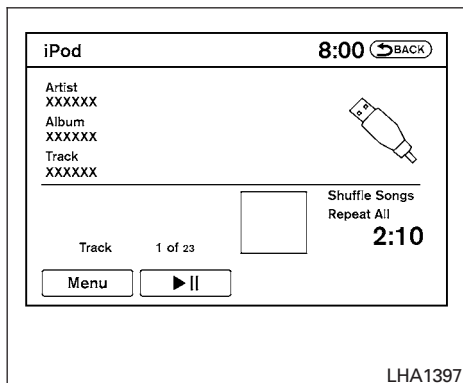 iPod 8:00 BACK
Artist
XXXXXX
Album
XXXXXX
Track
XXXXXX
Shuffle Songs
Repeat All
2:10
Track 1 of 23
Menu
LHA1397